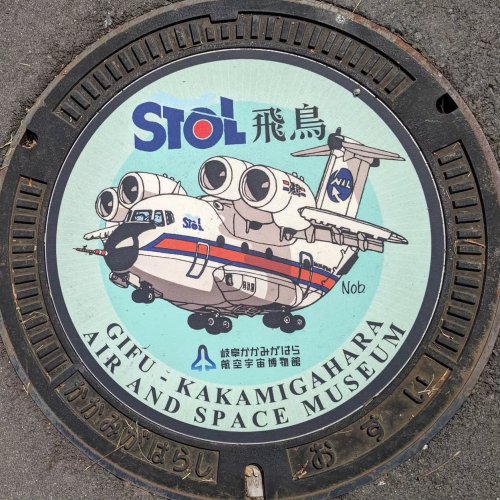 STOL 飛鳥
STOL
NAL
Nob
岐阜かかみがはら
航空宇宙博物館
GIFU - KAKAMIGAHARA
AIR AND SPACE MUSEUM
かかみがはらし
おすい